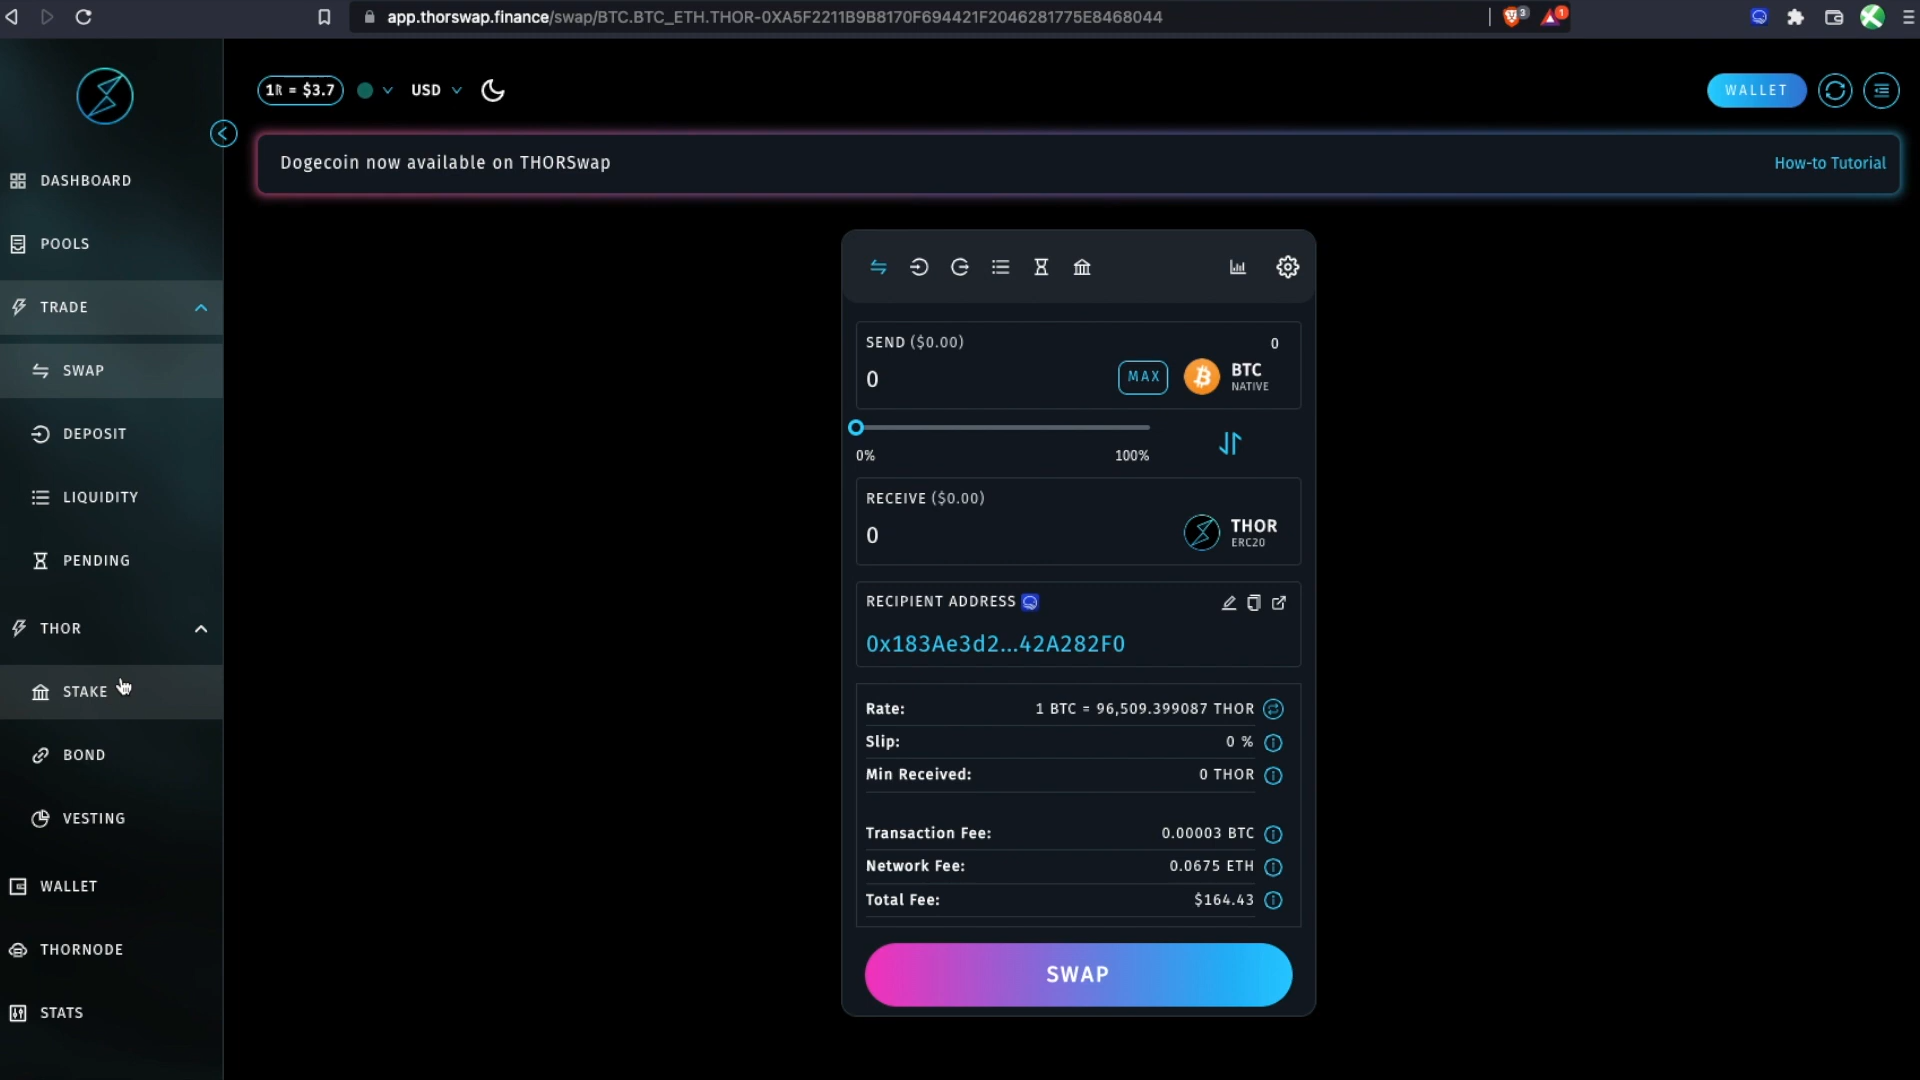 app.thorswap.finance/swap/BTC.BTC_ETH.THOR-0XA5F2211B9B8170F694421F2046281775E8468044
3
1
1ᚱ = $3.7
USD
WALLET
Dogecoin now available on THORSwap
How-to Tutorial
DASHBOARD
POOLS
TRADE
SWAP
DEPOSIT
LIQUIDITY
PENDING
THOR
STAKE
BOND
VESTING
WALLET
THORNODE
STATS
SEND ($0.00)
0
0
MAX
BTC
NATIVE
0%
100%
RECEIVE ($0.00)
0
THOR
ERC20
RECIPIENT ADDRESS
0x183Ae3d2...42A282F0
Rate: 1 BTC = 96,509.399087 THOR
Slip: 0 %
Min Received: 0 THOR
Transaction Fee: 0.00003 BTC
Network Fee: 0.0675 ETH
Total Fee: $164.43
SWAP